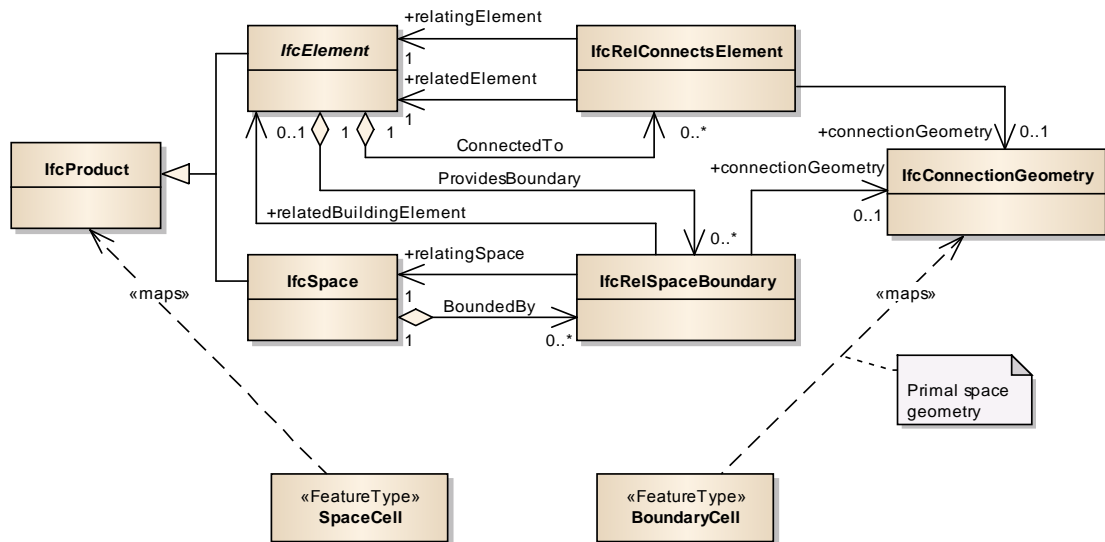 +relatingElement
IfcElement
IfcRelConnectsElement
1
+relatedElement
1
0..1
1
1
0..*
ConnectedTo
+connectionGeometry
0..1
IfcProduct
+connectionGeometry
IfcConnectionGeometry
ProvidesBoundary
+relatedBuildingElement
0..1
0..*
+relatingSpace
IfcSpace
IfcRelSpaceBoundary
1
BoundedBy
1
0..*
«maps»
«maps»
Primal space
geometry
«FeatureType»
SpaceCell
«FeatureType»
BoundaryCell